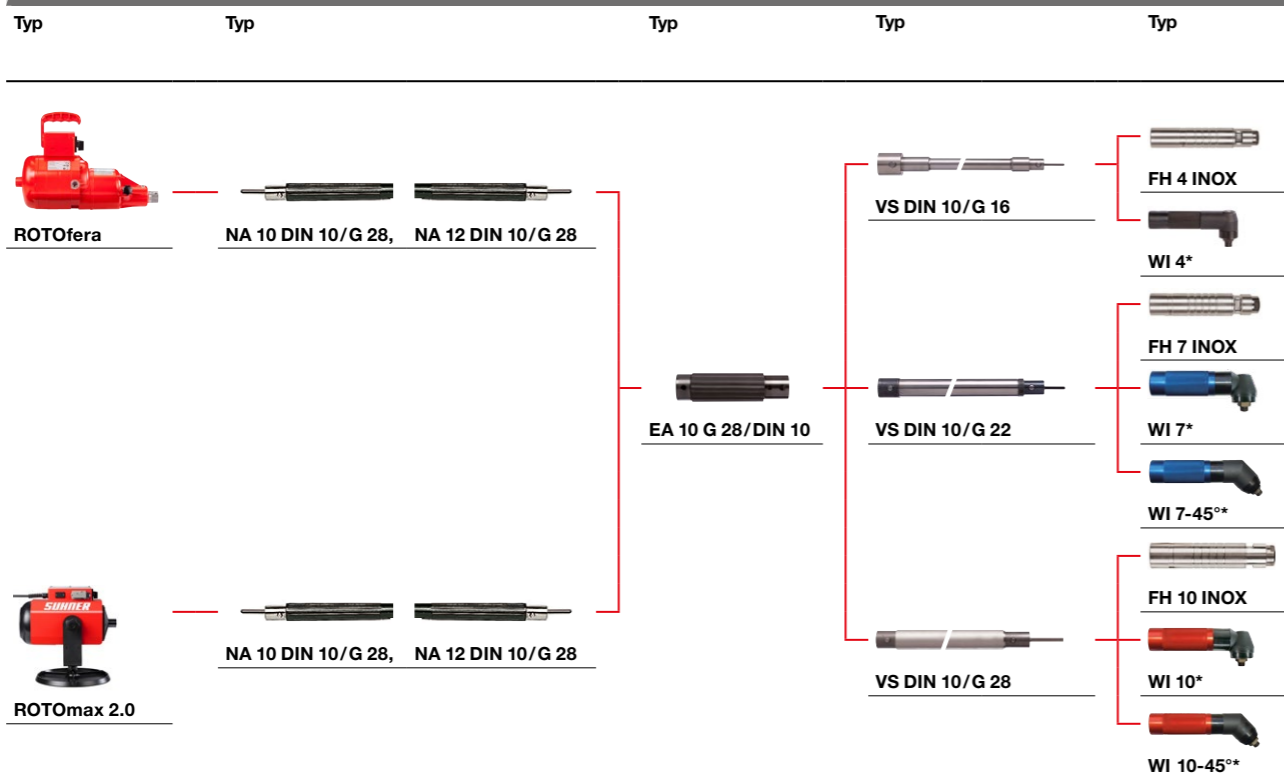 Typ Typ Typ Typ Typ
ROTOfera
NA 10 DIN 10/G 28, NA 12 DIN 10/G 28
VS DIN 10/G 16
FH 4 INOX
WI 4*
FH 7 INOX
EA 10 G 28/DIN 10
VS DIN 10/G 22
WI 7*
WI 7-45°*
SUHNER
ROTOmax 2.0
NA 10 DIN 10/G 28, NA 12 DIN 10/G 28
VS DIN 10/G 28
FH 10 INOX
WI 10*
WI 10-45°*